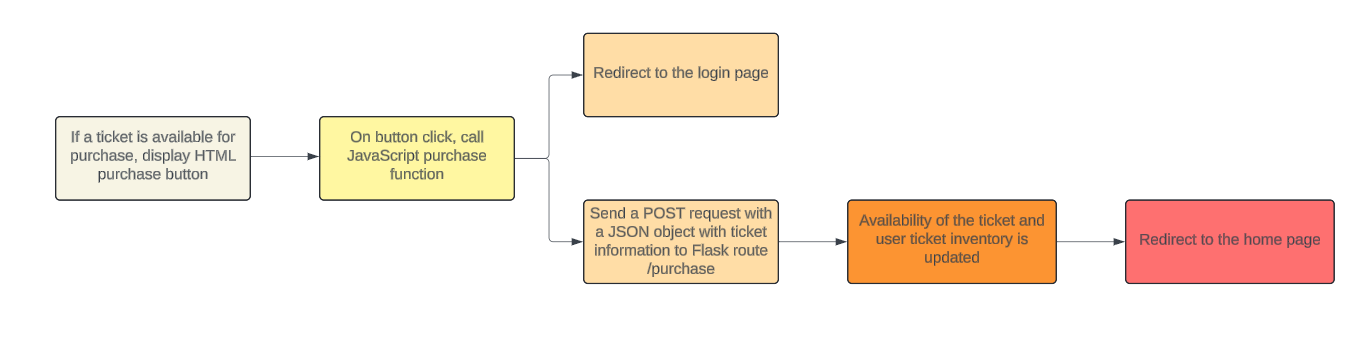 If a ticket is available for
purchase, display HTML
purchase button
On button click, call
JavaScript purchase
function
Redirect to the login page
Send a POST request with
a JSON object with ticket
information to Flask route
/purchase
Availability of the ticket and
user ticket inventory is
updated
Redirect to the home page